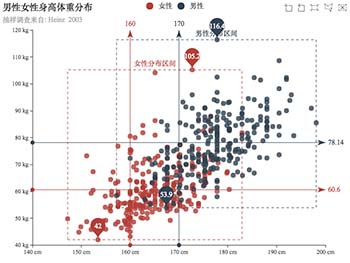 男性女性身高体重分布
抽样调查来自: Heinz 2003
女性 男性
160 170
120 kg
110 kg
100 kg
90 kg
80 kg
70 kg
60 kg
50 kg
40 kg
116.4
男性分布区间
105.2
女性分布区间
78.14
53.9
60.6
42
140 cm 150 cm 160 cm 170 cm 180 cm 190 cm 200 cm